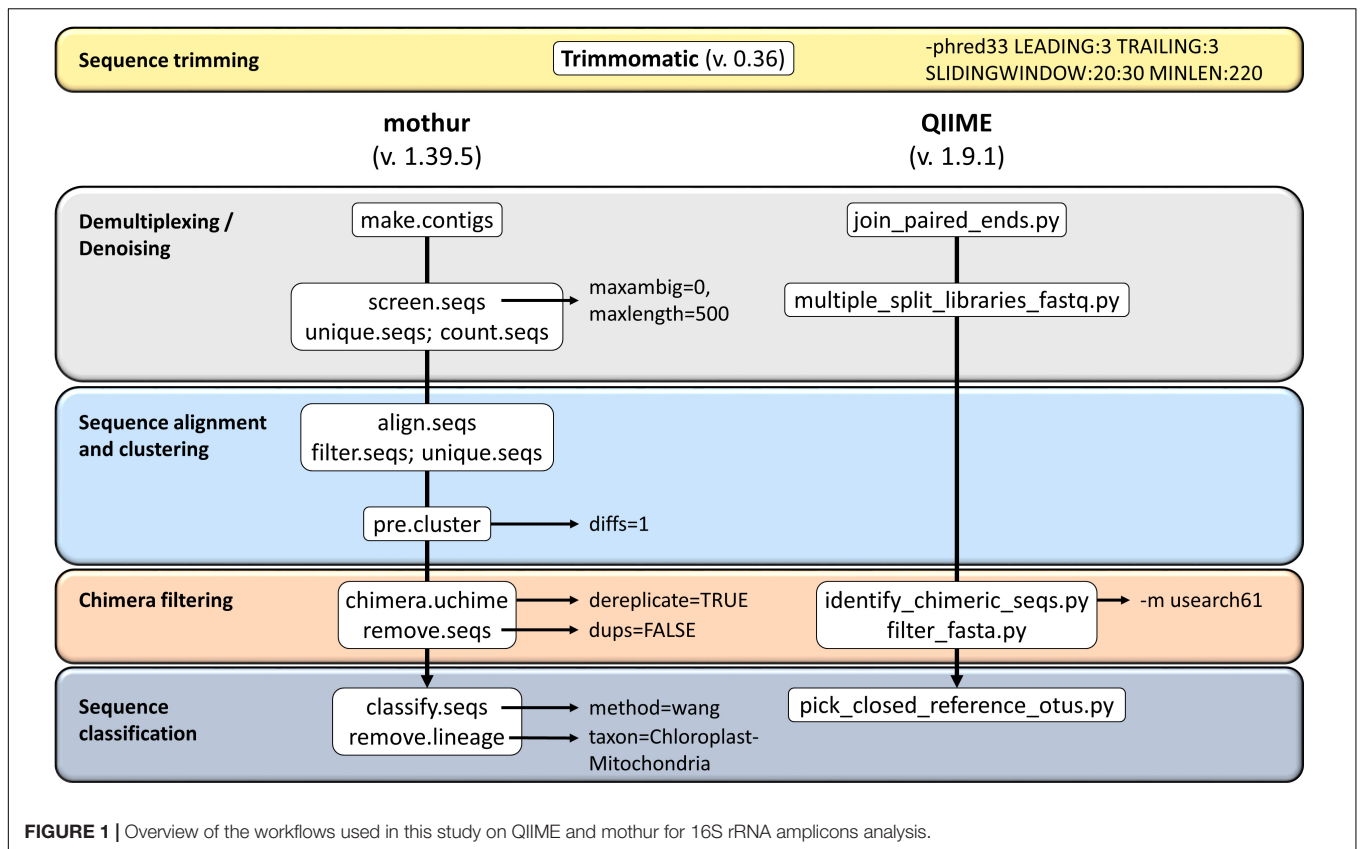 Sequence trimming
Trimmomatic (v. 0.36)
-phred33 LEADING:3 TRAILING:3
SLIDINGWINDOW:20:30 MINLEN:220
mothur
(v. 1.39.5)
QIIME
(v. 1.9.1)
Demultiplexing /
Denoising
make.contigs
join_paired_ends.py
screen.seqs
unique.seqs; count.seqs
maxambig=0,
maxlength=500
multiple_split_libraries_fastq.py
Sequence alignment
and clustering
align.seqs
filter.seqs; unique.seqs
pre.cluster
diffs=1
Chimera filtering
chimera.uchime
remove.seqs
dereplicate=TRUE
dups=FALSE
identify_chimeric_seqs.py
filter_fasta.py
-m usearch61
Sequence
classification
classify.seqs
remove.lineage
method=wang
taxon=Chloroplast-
Mitochondria
pick_closed_reference_otus.py
FIGURE 1 | Overview of the workflows used in this study on QIIME and mothur for 16S rRNA amplicons analysis.